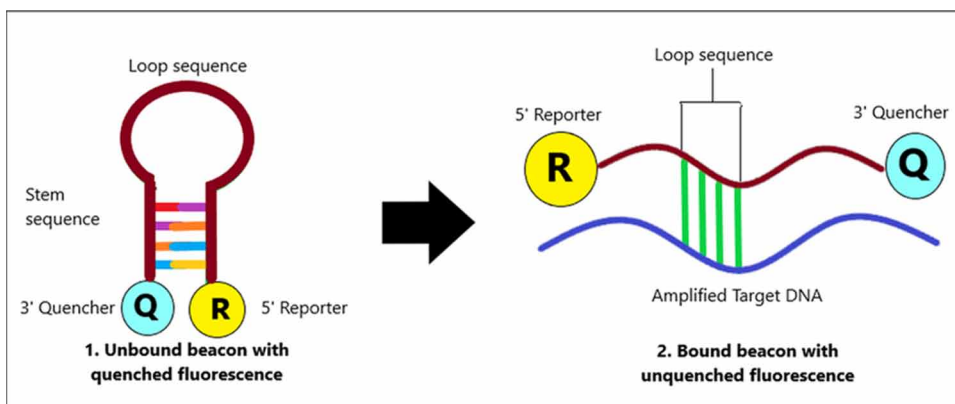 Loop sequence
Stem
sequence
3' Quencher
Q
R
5' Reporter
1. Unbound beacon with
quenched fluorescence
Loop sequence
5' Reporter
3' Quencher
R
Q
Amplified Target DNA
2. Bound beacon with
unquenched fluorescence